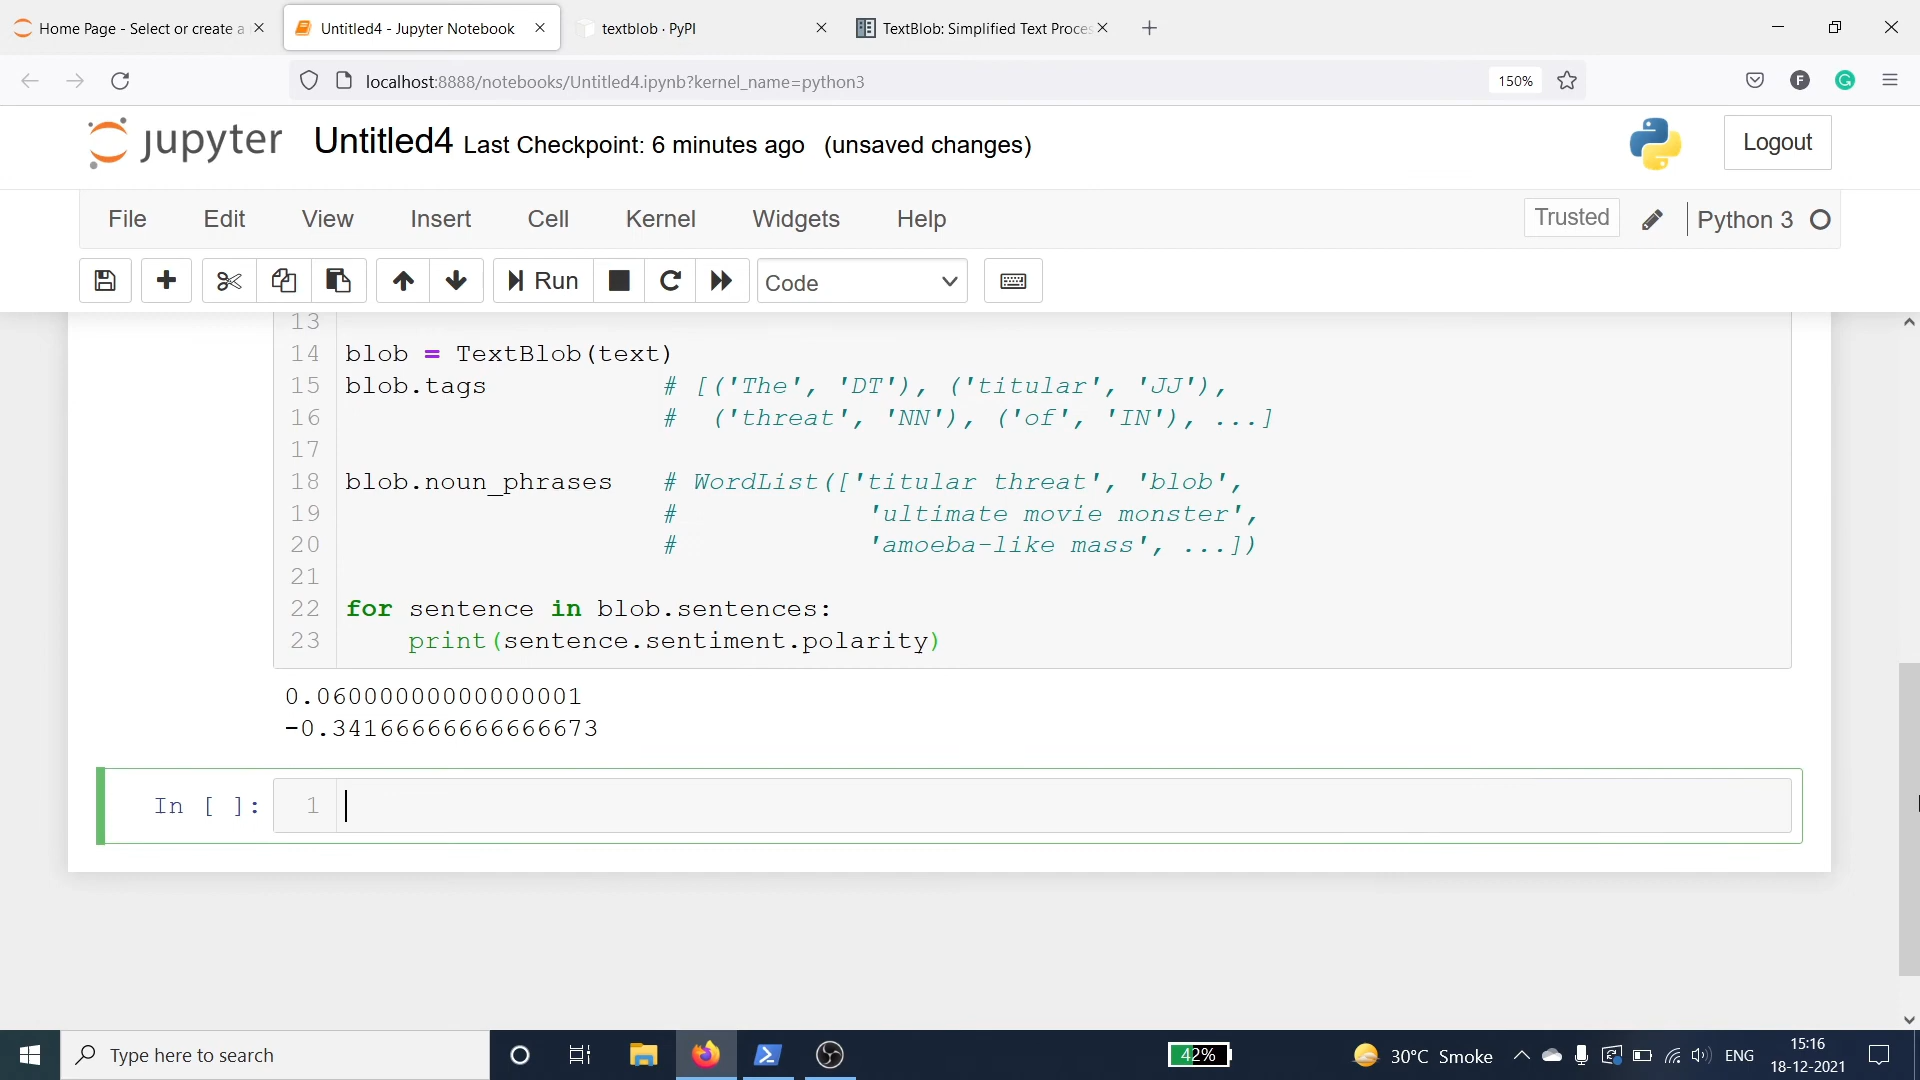 Home Page - Select or create a
Untitled4 - Jupyter Notebook
textblob · PyPI
TextBlob: Simplified Text Proces
localhost:8888/notebooks/Untitled4.ipynb?kernel_name=python3
150%
F
G
jupyter
Untitled4 Last Checkpoint: 6 minutes ago (unsaved changes)
Logout
File Edit View Insert Cell Kernel Widgets Help
Trusted
Python 3
Run
Code
13
14 blob = TextBlob(text)
15 blob.tags # [('The', 'DT'), ('titular', 'JJ'),
16 # ('threat', 'NN'), ('of', 'IN'), ...]
17
18 blob.noun_phrases # WordList(['titular threat', 'blob',
19 # 'ultimate movie monster',
20 # 'amoeba-like mass', ...])
21
22 for sentence in blob.sentences:
23 print(sentence.sentiment.polarity)
0.06000000000000001
-0.34166666666666673
In [ ]: 1
Type here to search
42%
30°C Smoke
ENG
15:16
18-12-2021